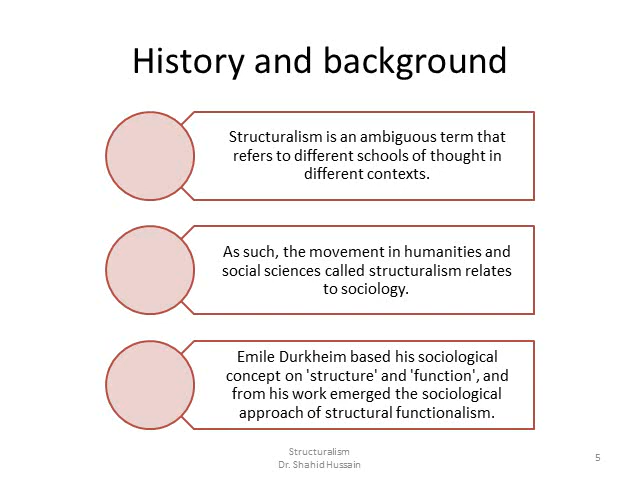 History and background
Structuralism is an ambiguous term that
refers to different schools of thought in
different contexts.
As such, the movement in humanities and
social sciences called structuralism relates
to sociology.
Emile Durkheim based his sociological
concept on 'structure' and 'function', and
from his work emerged the sociological
approach of structural functionalism.
Structuralism
Dr. Shahid Hussain
5